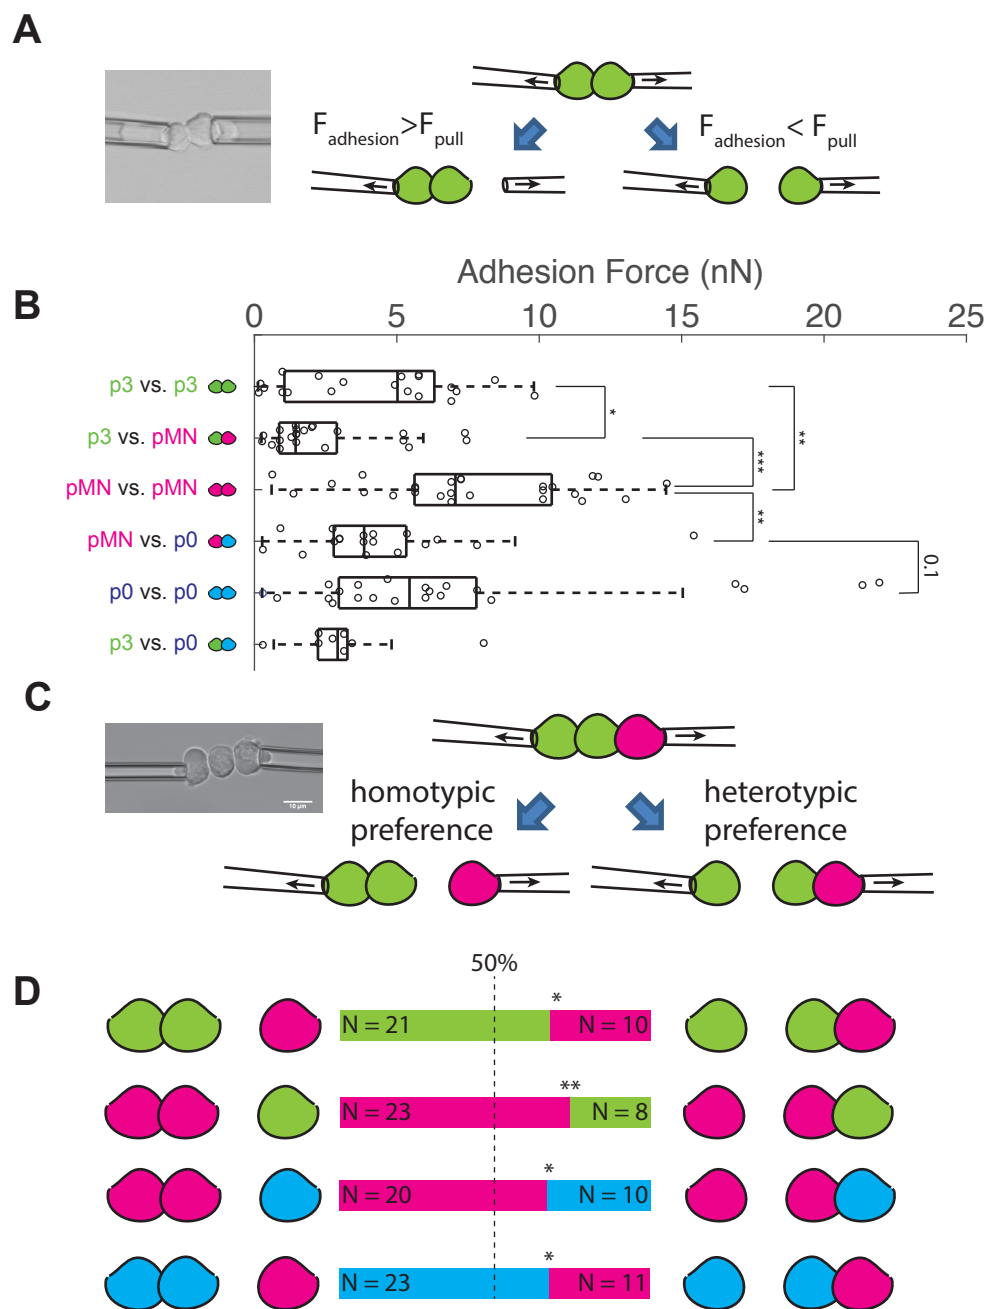 A
F adhesion > F pull
F adhesion < F pull
B
Adhesion Force (nN)
0 5 10 15 20 25
p3 vs. p3
p3 vs. pMN
pMN vs. pMN
pMN vs. p0
p0 vs. p0
p3 vs. p0
*
**
***
**
0.1
C
10 µm
homotypic
preference
heterotypic
preference
50%
D
*
N = 21 N = 10
**
N = 23 N = 8
*
N = 20 N = 10
*
N = 23 N = 11